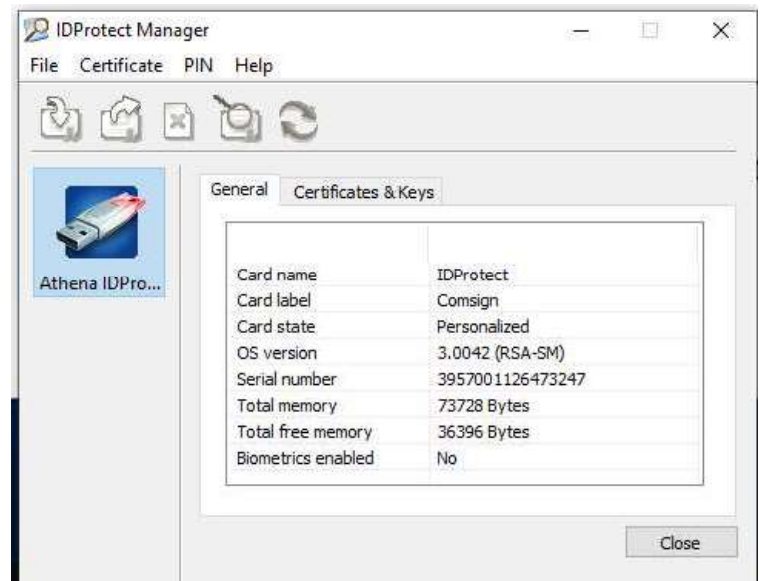 IDProtect Manager
File Certificate PIN Help
General Certificates & Keys
Athena IDPro...
Card name IDProtect
Card label Comsign
Card state Personalized
OS version 3.0042 (RSA-SM)
Serial number 3957001126473247
Total memory 73728 Bytes
Total free memory 36396 Bytes
Biometrics enabled No
Close